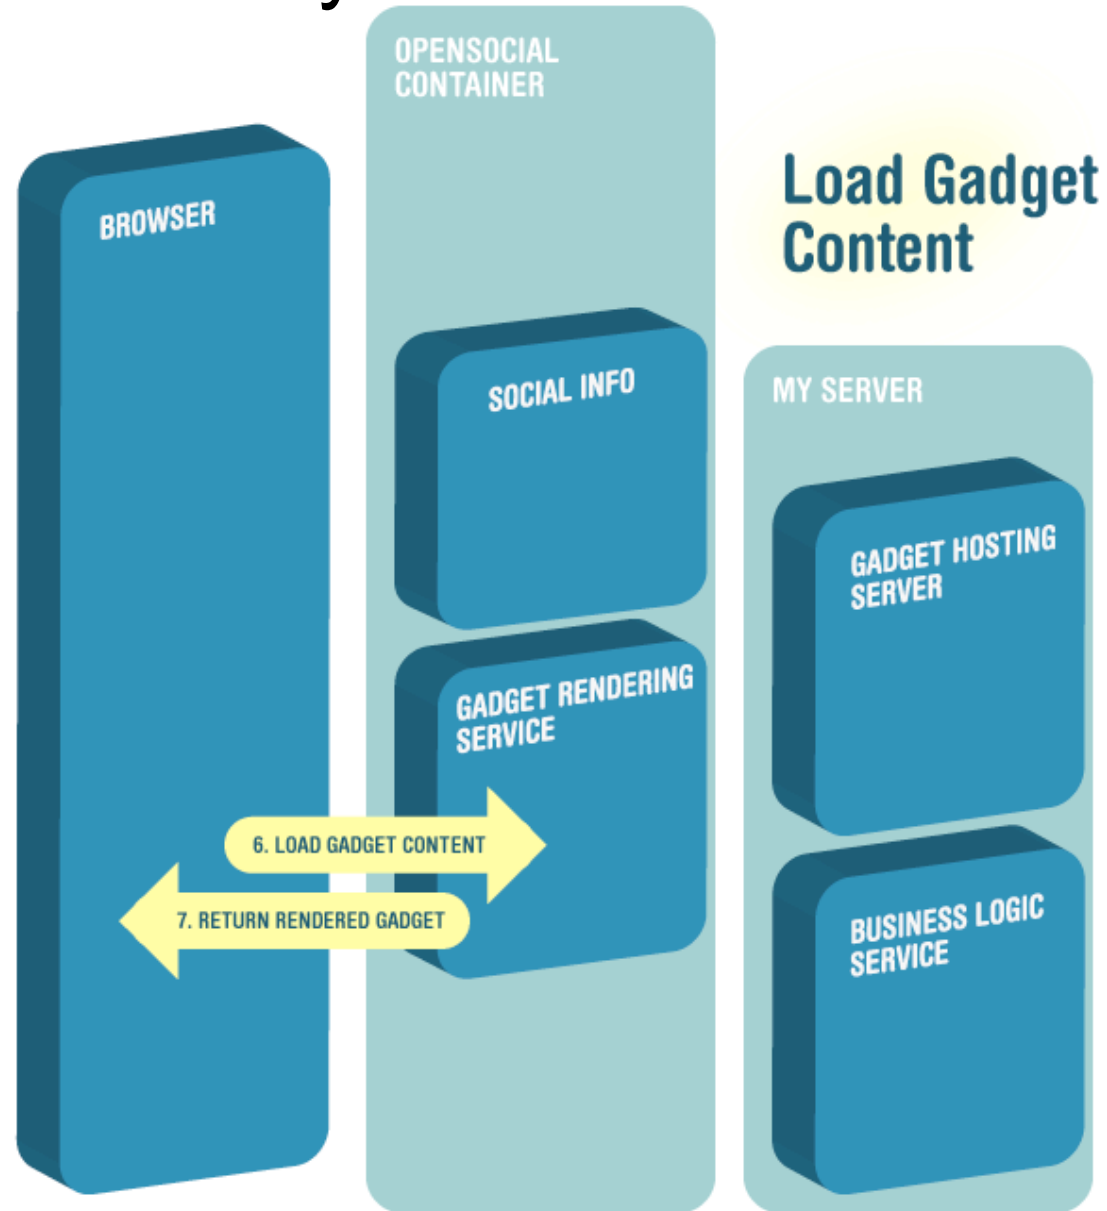 OPENSOCIAL
CONTAINER
BROWSER
Load Gadget
Content
SOCIAL INFO
MY SERVER
GADGET HOSTING
SERVER
GADGET RENDERING
SERVICE
6. LOAD GADGET CONTENT
7. RETURN RENDERED GADGET
BUSINESS LOGIC
SERVICE